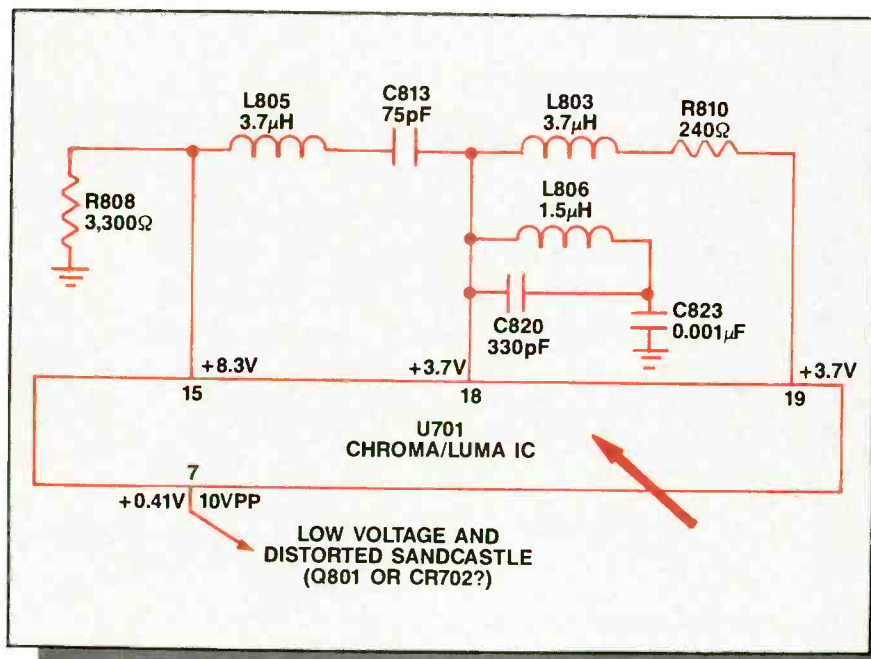 L805
3.7μH
C813
75pF
L803
3.7μH
R810
240Ω
R808
3,300Ω
L806
1.5μH
C820
330pF
C823
0.001μF
+8.3V
+3.7V
+3.7V
15
18
19
U701
CHROMA/LUMA IC
7
+0.41V 10VPP
LOW VOLTAGE AND
DISTORTED SANDCASTLE
(Q801 OR CR702?)